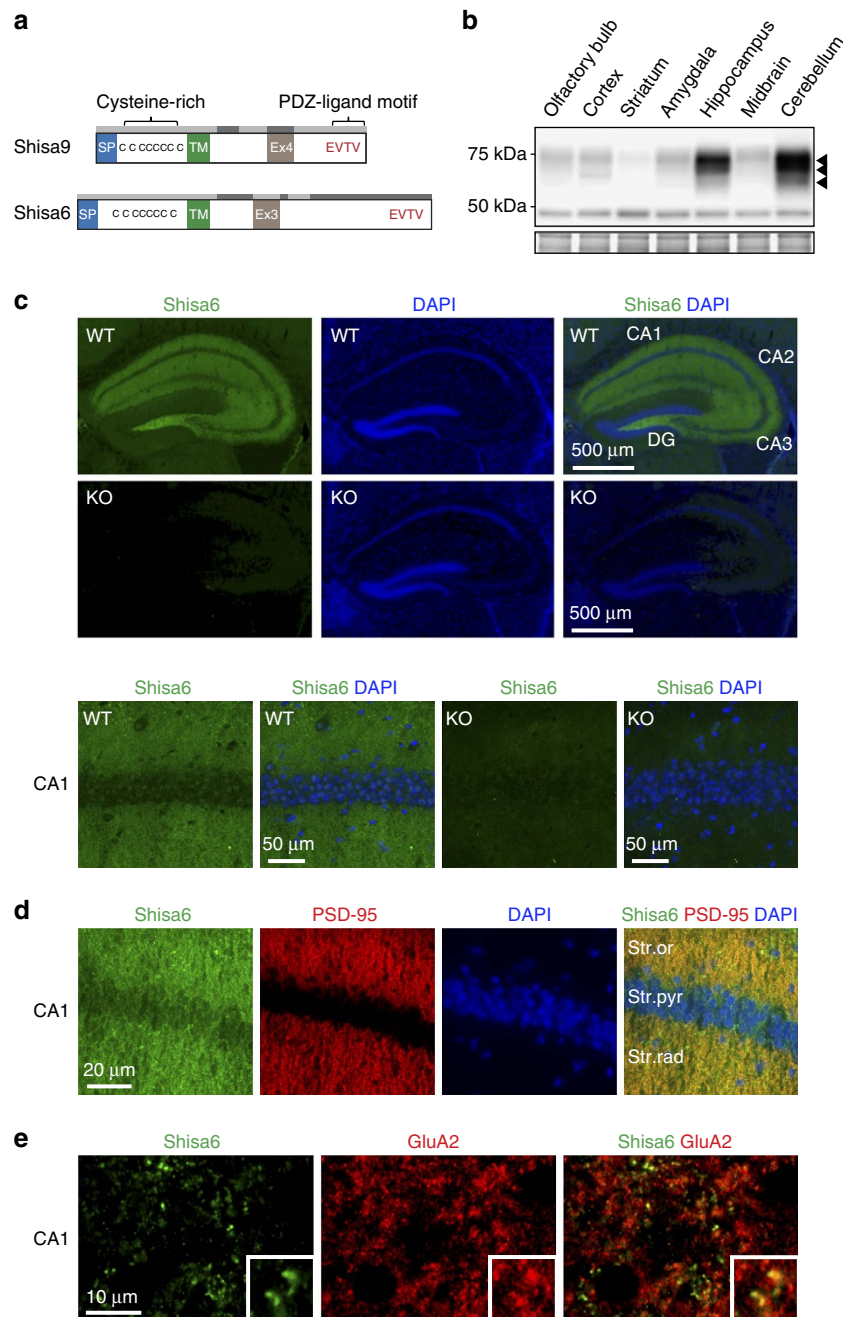 a
Cysteine-rich
PDZ-ligand motif
Shisa9
SP
C C CCCCC C
TM
Ex4
EVTV
Shisa6
SP
C C CCCCC C
TM
Ex3
EVTV
b
Olfactory bulb
Cortex
Striatum
Amygdala
Hippocampus
Midbrain
Cerebellum
75 kDa
50 kDa
c
Shisa6
DAPI
Shisa6 DAPI
WT
WT
WT
CA1
CA2
CA3
DG
500 μm
KO
KO
KO
500 μm
Shisa6
Shisa6 DAPI
Shisa6
Shisa6 DAPI
CA1
WT
WT
KO
KO
50 μm
50 μm
d
Shisa6
PSD-95
DAPI
Shisa6 PSD-95 DAPI
CA1
Str.or
Str.pyr
Str.rad
20 μm
e
Shisa6
GluA2
Shisa6 GluA2
CA1
10 μm